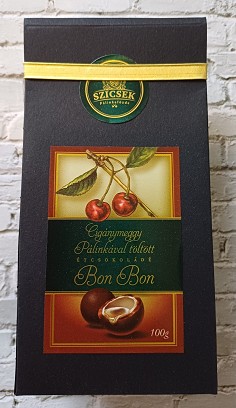 SZICSEK
Pálinkafőzde
Cigánymeggy
Pálinkával töltött
ÉTCSOKOLÁDÉ
Bon Bon
100g